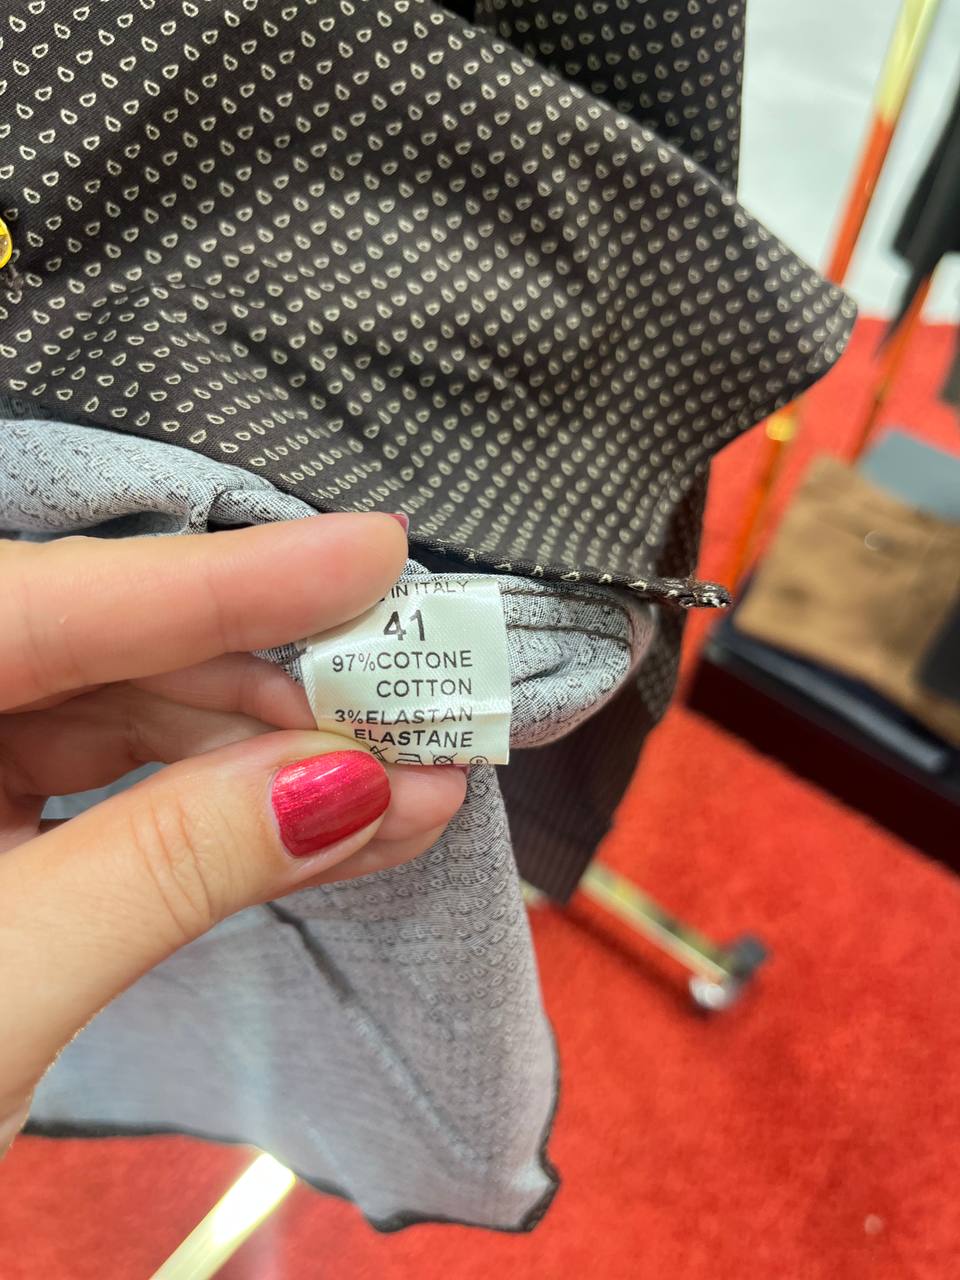 IN ITALY
41
97%COTONE
COTTON
3%ELASTAN
ELASTANE